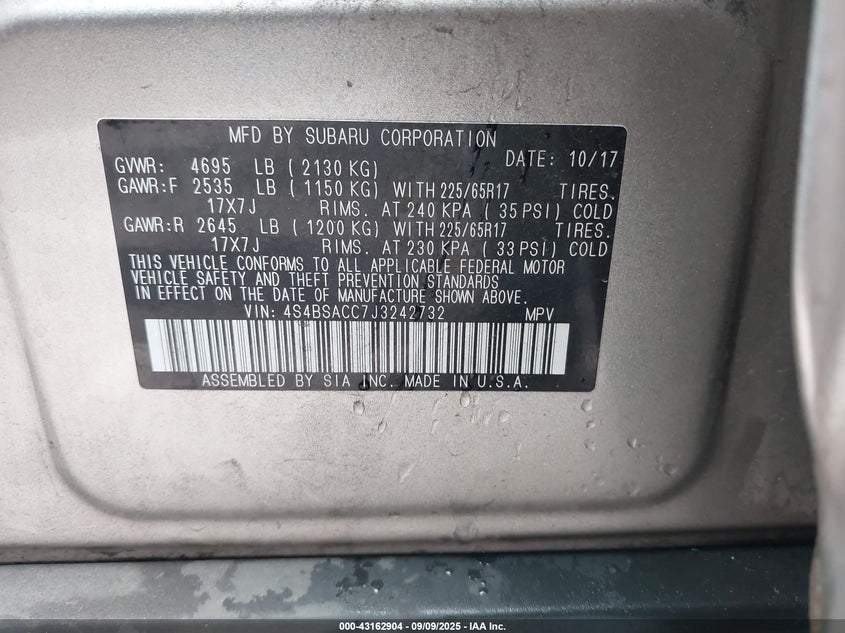 MFD BY SUBARU CORPORATION
GVWR: 4695 LB ( 2130 KG) DATE: 10/17
GAWR:F 2535 LB ( 1150 KG) WITH 225/65R17 TIRES.
17X7J RIMS. AT 240 KPA ( 35 PSI) COLD
GAWR:R 2645 LB ( 1200 KG) WITH 225/65R17 TIRES.
17X7J RIMS. AT 230 KPA ( 33 PSI) COLD
THIS VEHICLE CONFORMS TO ALL APPLICABLE FEDERAL MOTOR
VEHICLE SAFETY AND THEFT PREVENTION STANDARDS
IN EFFECT ON THE DATE OF MANUFACTURE SHOWN ABOVE.
VIN: 4S4BSACC7J3242732 MPV
ASSEMBLED BY SIA INC. MADE IN U.S.A.
000-43162904 - 09/09/2025 - IAA Inc.